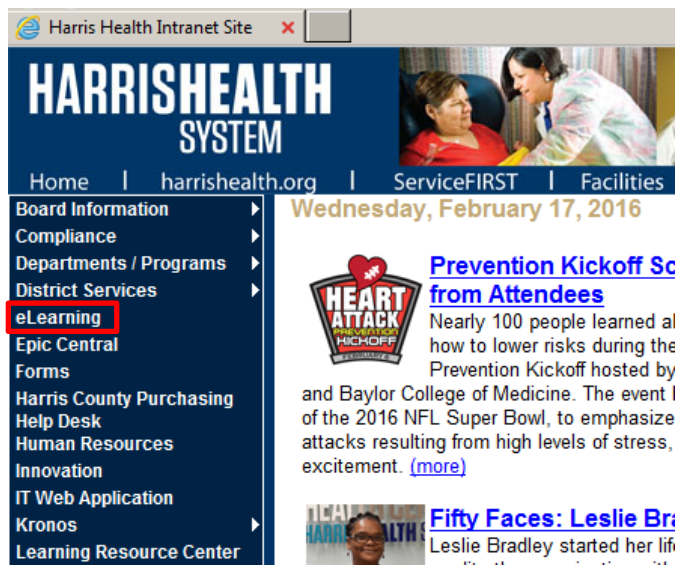 Harris Health Intranet Site
HARRISHEALTH
SYSTEM
Home | harrishealth.org | ServiceFIRST | Facilities
Board Information
Compliance
Departments / Programs
District Services
eLearning
Epic Central
Forms
Harris County Purchasing
Help Desk
Human Resources
Innovation
IT Web Application
Kronos
Learning Resource Center
Wednesday, February 17, 2016
HEART
ATTACK
PREVENTION
KICKOFF
FEBRUARY 6
Prevention Kickoff Sc
from Attendees
Nearly 100 people learned al
how to lower risks during the
Prevention Kickoff hosted by
and Baylor College of Medicine. The event
of the 2016 NFL Super Bowl, to emphasize
attacks resulting from high levels of stress,
excitement. (more)
Fifty Faces: Leslie Bra
Leslie Bradley started her life